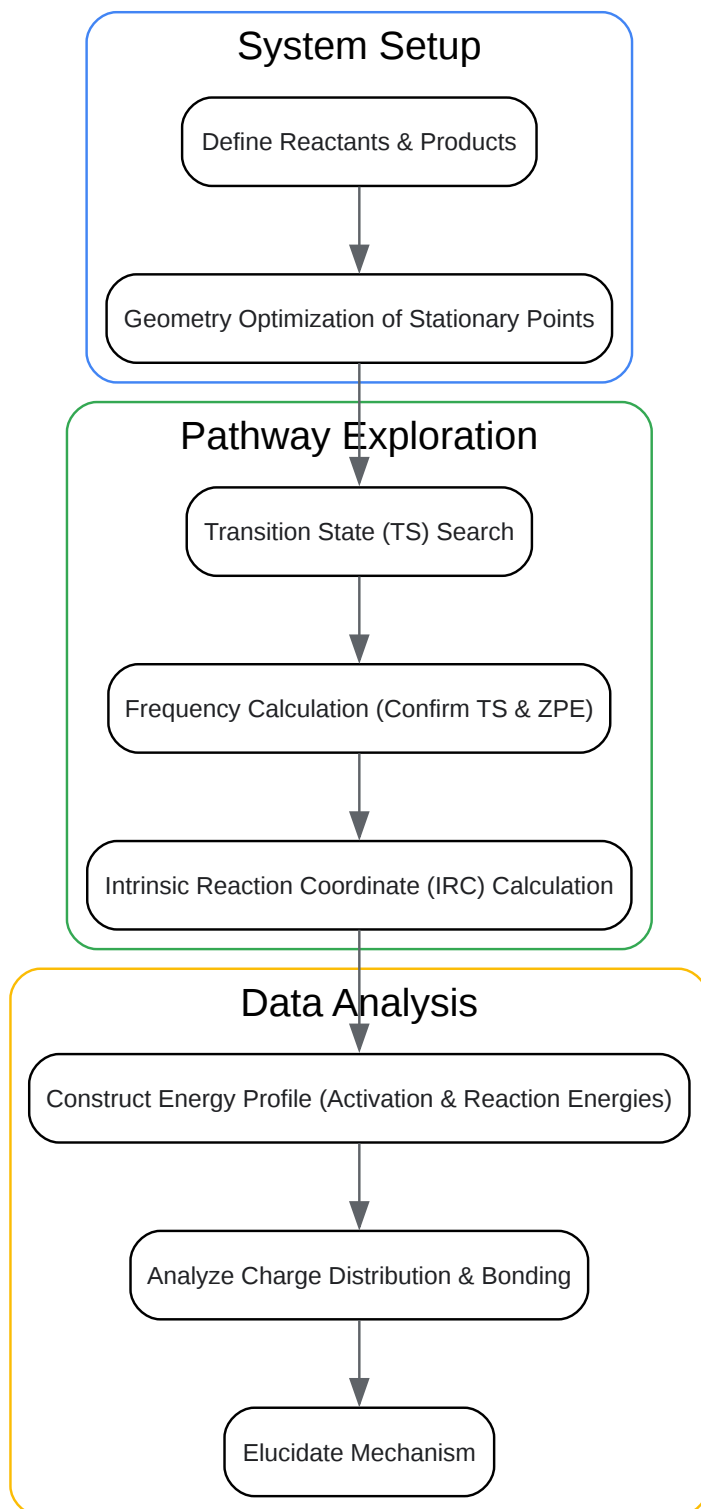 System Setup
Define Reactants & Products
Geometry Optimization of Stationary Points
Pathway Exploration
Transition State (TS) Search
Frequency Calculation (Confirm TS & ZPE)
Intrinsic Reaction Coordinate (IRC) Calculation
Data Analysis
Construct Energy Profile (Activation & Reaction Energies)
Analyze Charge Distribution & Bonding
Elucidate Mechanism